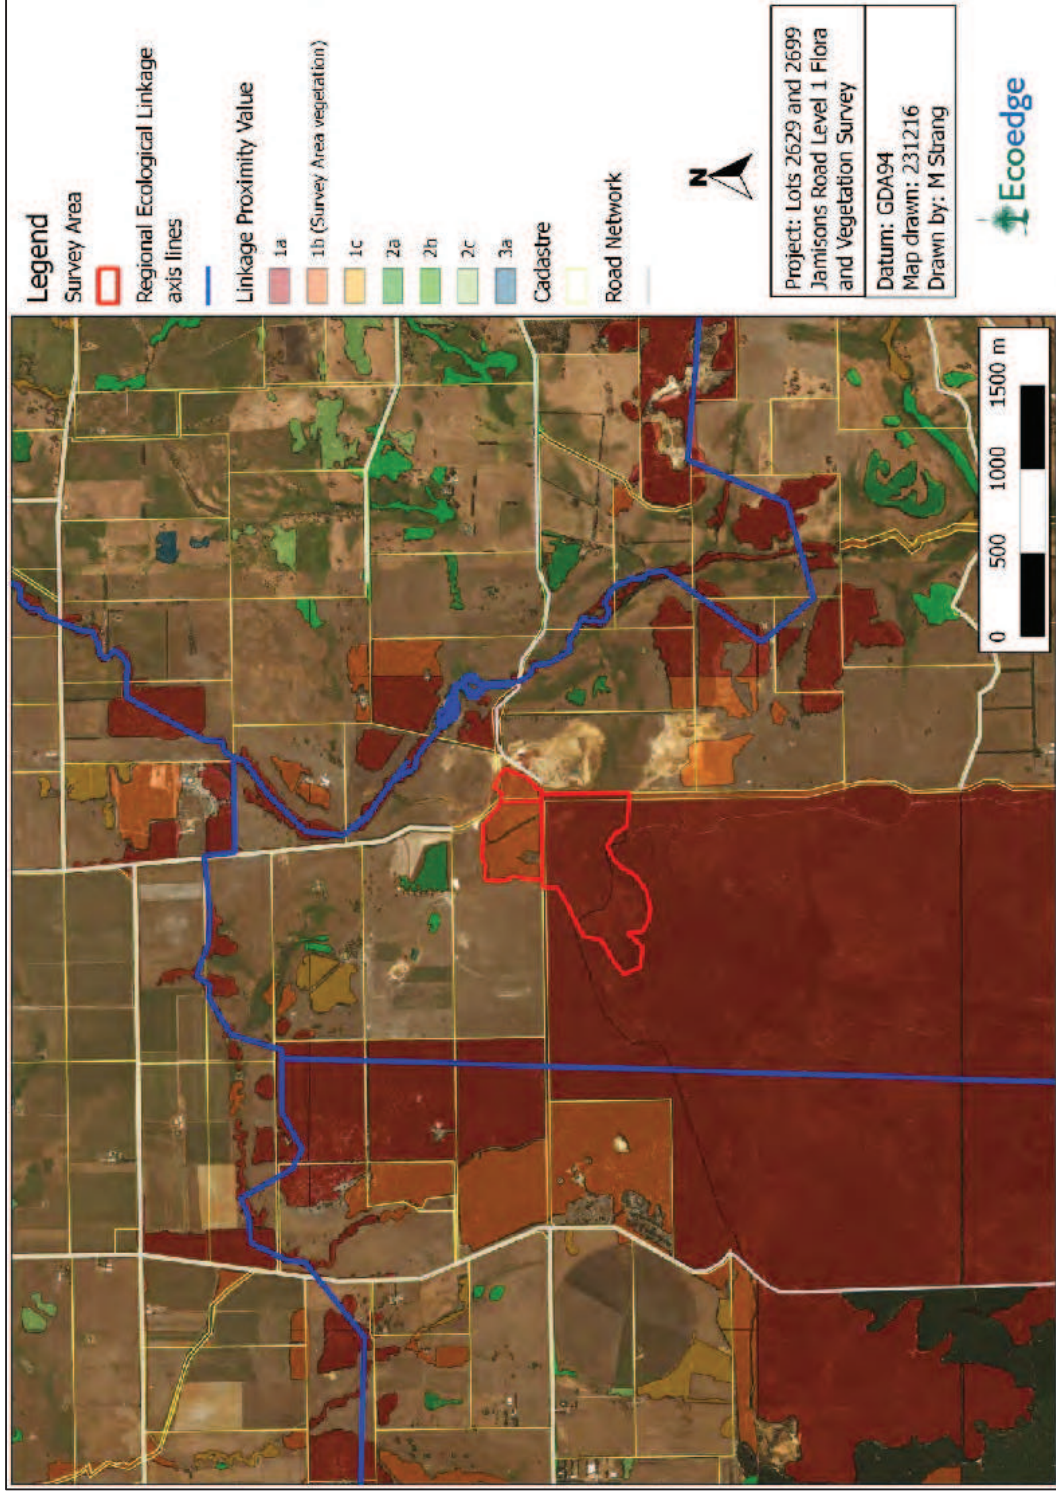 Legend
Survey Area
Regional Ecological Linkage
axis lines
Linkage Proximity Value
1a
1b (Survey Area vegetation)
1c
2a
2b
2c
3a
Cadastre
Road Network
N
Project: Lots 2629 and 2699
Jamisons Road Level 1 Flora
and Vegetation Survey
Datum: GDA94
Map drawn: 231216
Drawn by: M Strang
Ecoedge
0 500 1000 1500 m